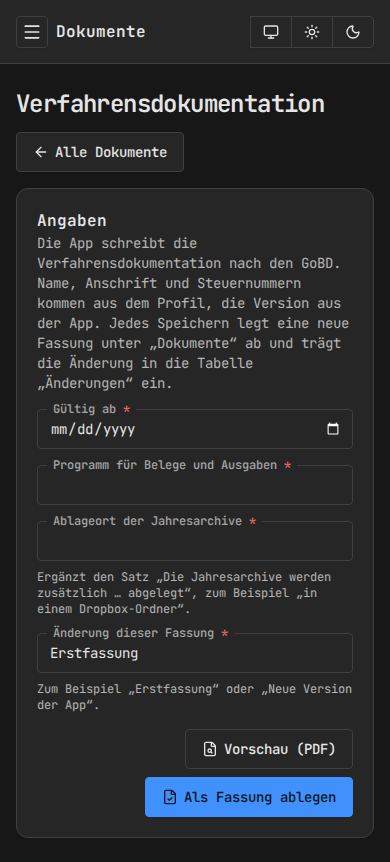 Dokumente
Verfahrensdokumentation
Alle Dokumente
Angaben
Die App schreibt die
Verfahrensdokumentation nach den GoBD.
Name, Anschrift und Steuernummern
kommen aus dem Profil, die Version aus
der App. Jedes Speichern legt eine neue
Fassung unter „Dokumente“ ab und trägt
die Änderung in die Tabelle
„Änderungen“ ein.
Gültig ab *
mm/dd/yyyy
Programm für Belege und Ausgaben *
Ablageort der Jahresarchive *
Ergänzt den Satz „Die Jahresarchive werden
zusätzlich … abgelegt“, zum Beispiel „in
einem Dropbox-Ordner“.
Änderung dieser Fassung *
Erstfassung
Zum Beispiel „Erstfassung“ oder „Neue Version
der App“.
Vorschau (PDF)
Als Fassung ablegen